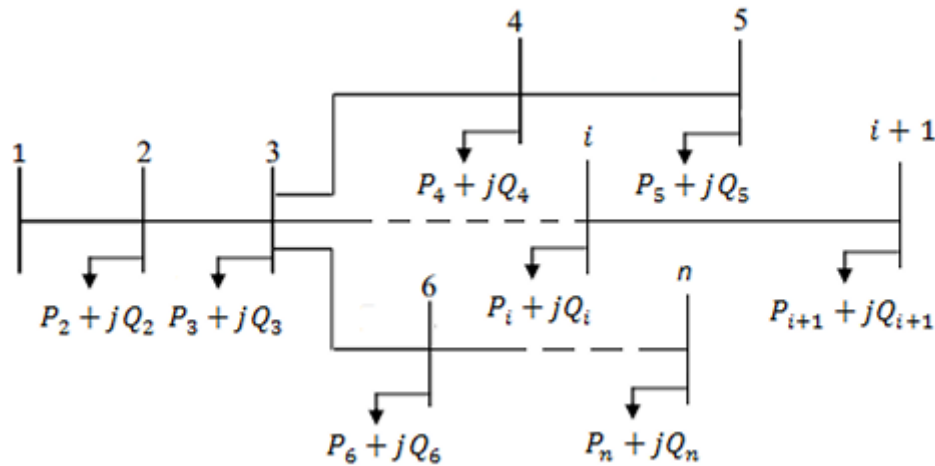 4
5
i
i + 1
1
2
3
P₄ + jQ₄
P₅ + jQ₅
n
6
P₂ + jQ₂
P₃ + jQ₃
Pᵢ + jQᵢ
Pᵢ₊₁ + jQᵢ₊₁
P₆ + jQ₆
Pₙ + jQₙ